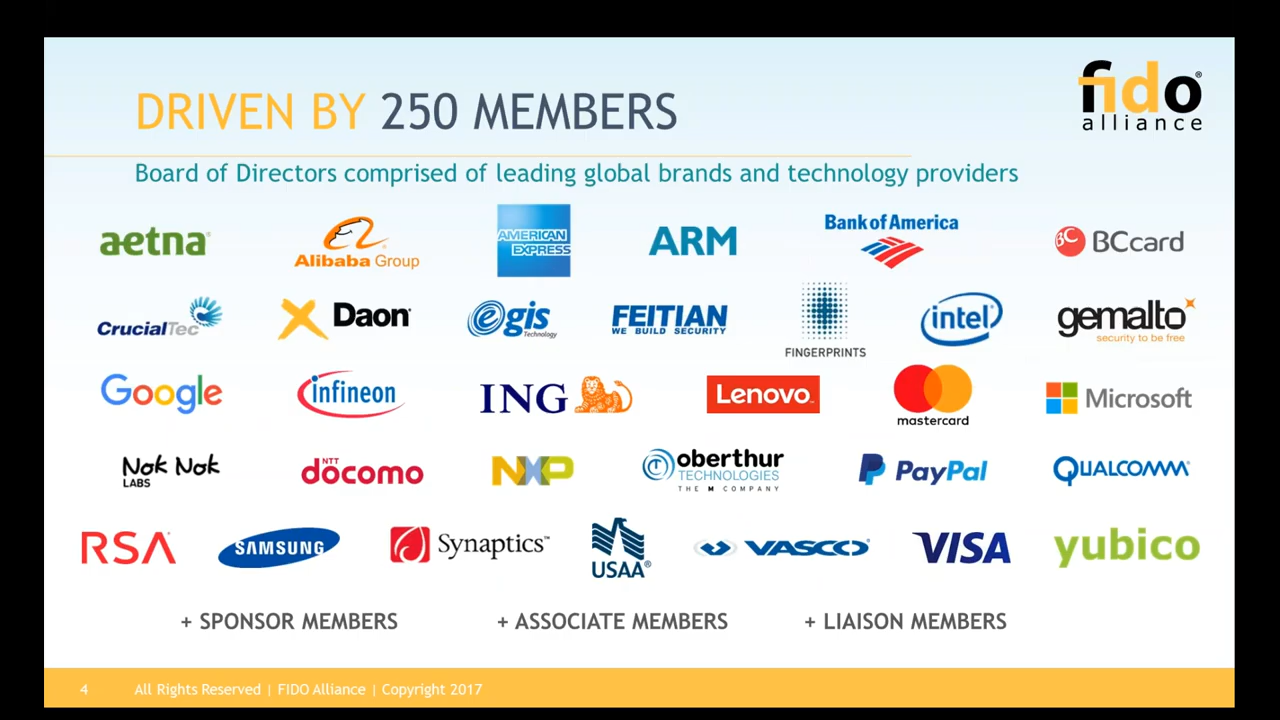 fido®
alliance
DRIVEN BY 250 MEMBERS
Board of Directors comprised of leading global brands and technology providers
aetna®
Alibaba Group
AMERICAN EXPRESS
ARM
Bank of America
BC BCcard
CRUCIALTEC
Daon®
egis Technology
FEITIAN
WE BUILD SECURITY
FINGERPRINTS
intel®
gemalto
security to be free
Google
infineon
ING
Lenovo™
mastercard
Microsoft
Nok Nok
LABS
NTT
docomo
NXP
oberthur
TECHNOLOGIES
THE M COMPANY
PayPal
QUALCOMM®
RSA
SAMSUNG
Synaptics™
USAA®
VASCO®
VISA
yubico
+ SPONSOR MEMBERS + ASSOCIATE MEMBERS + LIAISON MEMBERS
4 All Rights Reserved | FIDO Alliance | Copyright 2017